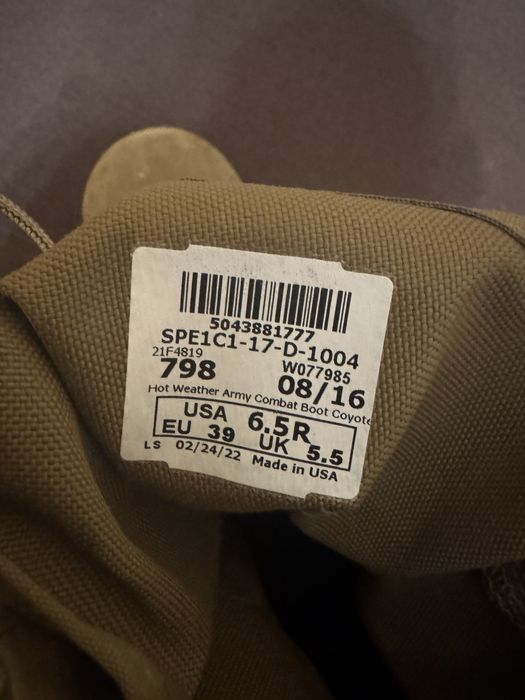 5043881777
SPE1C1-17-D-1004
21F4819 W077985
798 08/16
Hot Weather Army Combat Boot Coyote
USA 6.5R
EU 39 UK 5.5
LS 02/24/22 Made in USA